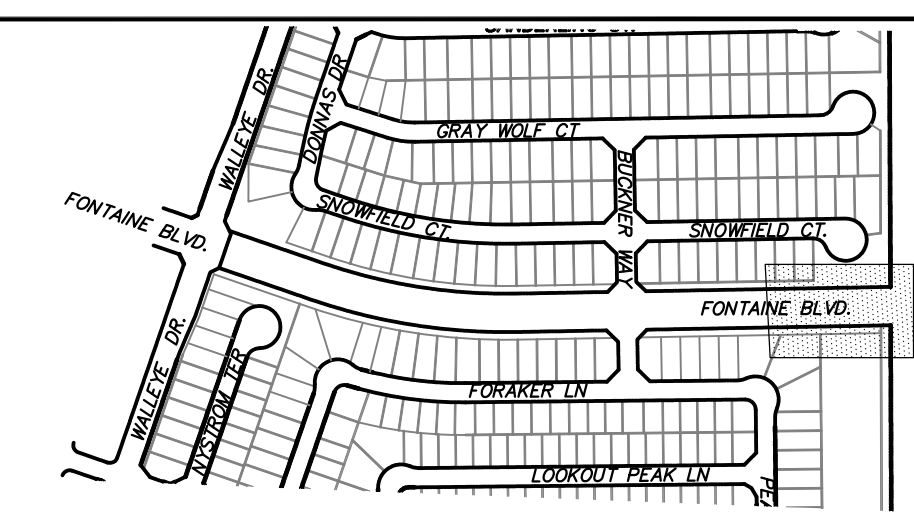 WALLEYE DR.
DONNAS DR
GRAY WOLF CT
BUCKNER WAY
FONTAINE BLVD.
SNOWFIELD CT.
SNOWFIELD CT.
FONTAINE BLVD.
WALLEYE DR.
NYSTROM TER
FORAKER LN
LOOKOUT PEAK LN